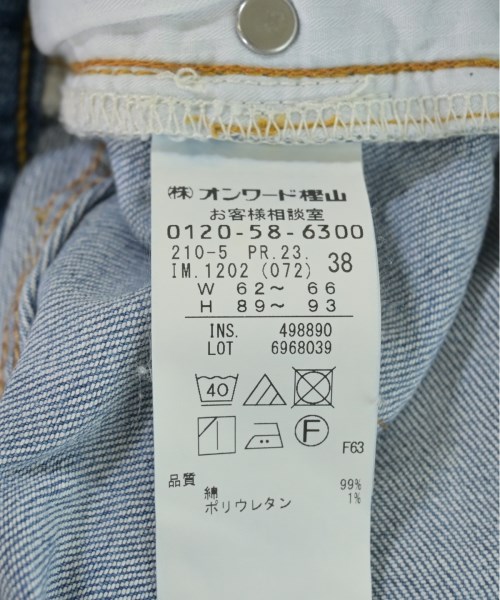 ㈱ オンワード樫山
お客様相談室
0120-58-6300
210-5 PR.23.
IM.1202 (072) 38
W 62〜 66
H 89〜 93
INS. 498890
LOT 6968039
40
F
F63
品質
綿 99%
ポリウレタン 1%